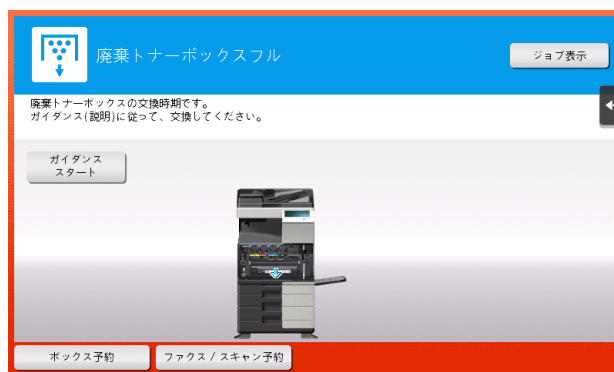 廃棄トナーボックスフル
ジョブ表示
廃棄トナーボックスの交換時期です。
ガイダンス(説明)に従って、交換してください。
ガイダンス
スタート
ボックス予約
ファクス / スキャン予約